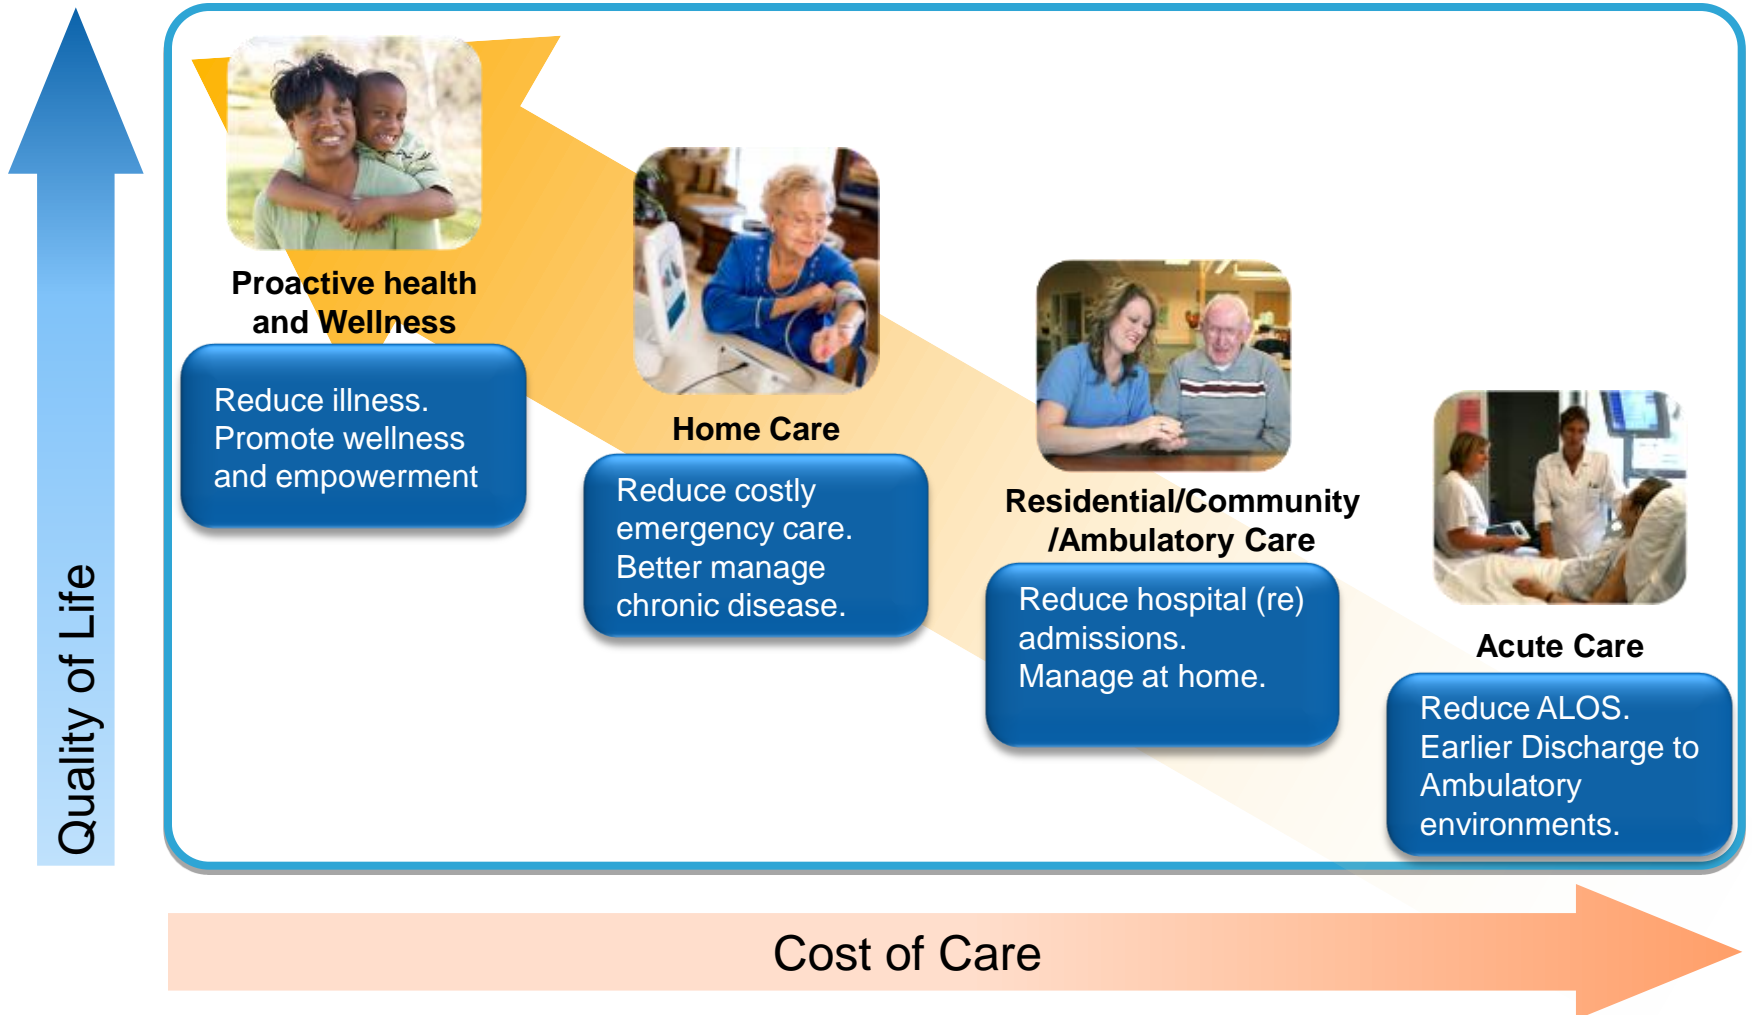 Quality of Life
Proactive health
and Wellness
Reduce illness.
Promote wellness
and empowerment
Home Care
Reduce costly
emergency care.
Better manage
chronic disease.
Residential/Community
/Ambulatory Care
Reduce hospital (re)
admissions.
Manage at home.
Acute Care
Reduce ALOS.
Earlier Discharge to
Ambulatory
environments.
Cost of Care